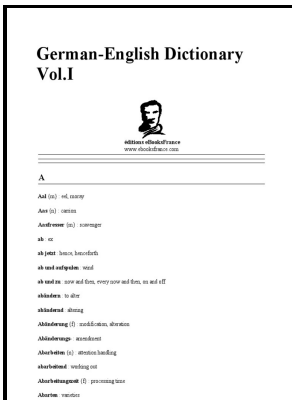 German-English Dictionary
Vol.I
éditions eBooksFrance
www.ebooksfrance.com
A
Aal (m) : eel, moray
Aas (n) : carrion
Aasfresser (m) : scavenger
ab : ex
ab jetzt : hence, henceforth
ab und aufspulen : wind
ab und zu : now and then, every now and then, on and off
abändern : to alter
abändernd : altering
Abänderung (f) : modification, alteration
Abänderungs : amendment
Abarbeiten (n) : attention handling
abarbeitend : working out
Abarbeitungszeit (f) : processing time
Abarten : varieties